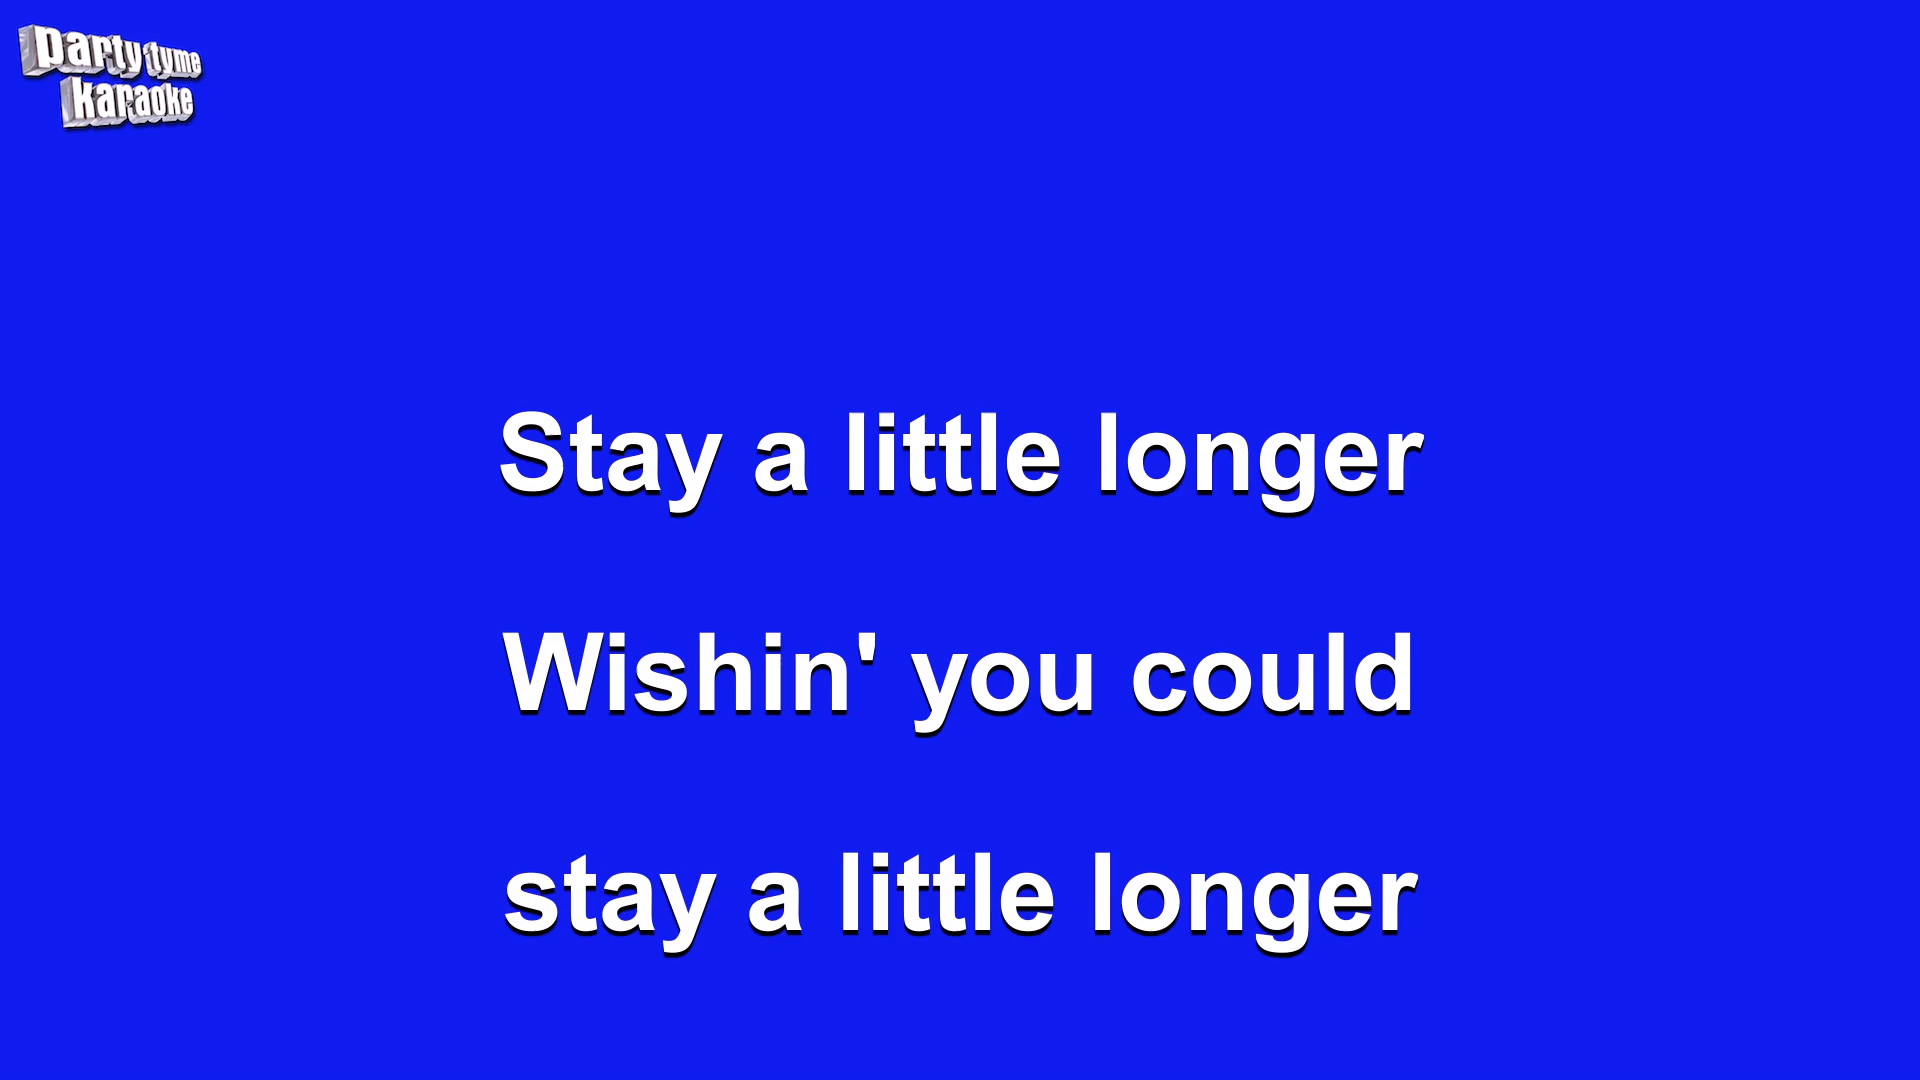 party tyme
karaoke
Stay a little longer
Wishin' you could
stay a little longer